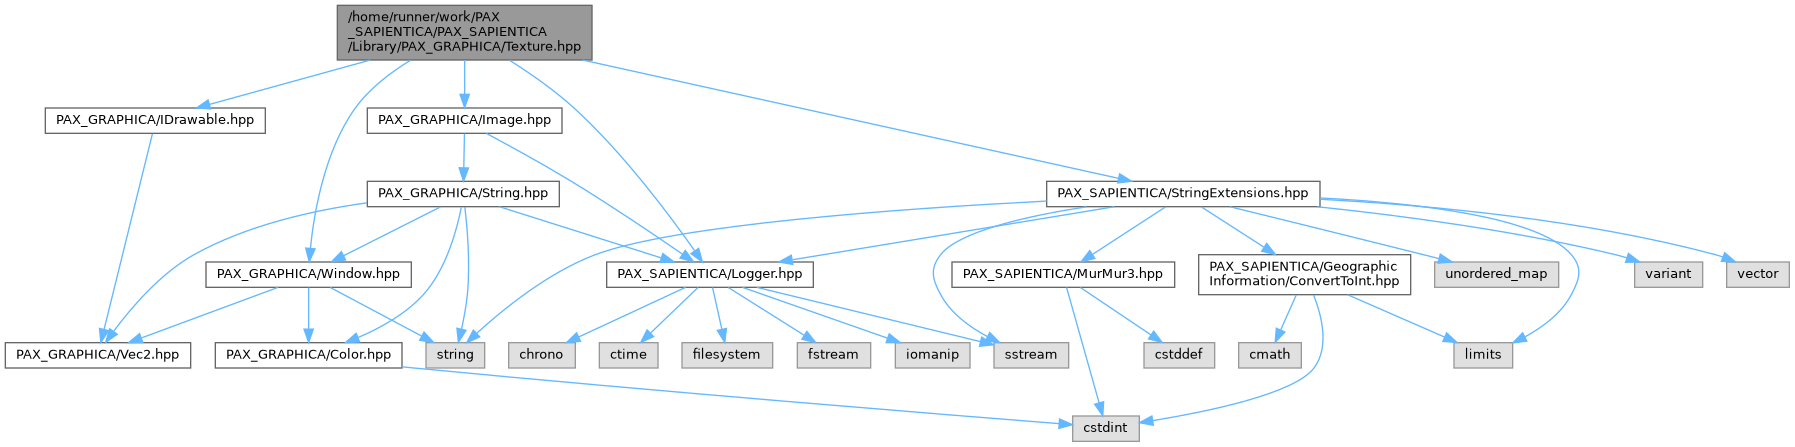 /home/runner/work/PAX
_SAPIENTICA/PAX_SAPIENTICA
/Library/PAX_GRAPHICA/Texture.hpp
PAX_GRAPHICA/IDrawable.hpp
PAX_GRAPHICA/Image.hpp
PAX_GRAPHICA/String.hpp
PAX_SAPIENTICA/StringExtensions.hpp
PAX_GRAPHICA/Window.hpp
PAX_SAPIENTICA/Logger.hpp
PAX_SAPIENTICA/MurMur3.hpp
PAX_SAPIENTICA/Geographic
Information/ConvertToInt.hpp
unordered_map
variant
vector
PAX_GRAPHICA/Vec2.hpp
PAX_GRAPHICA/Color.hpp
string
chrono
ctime
filesystem
fstream
iomanip
sstream
cstddef
cmath
limits
cstdint